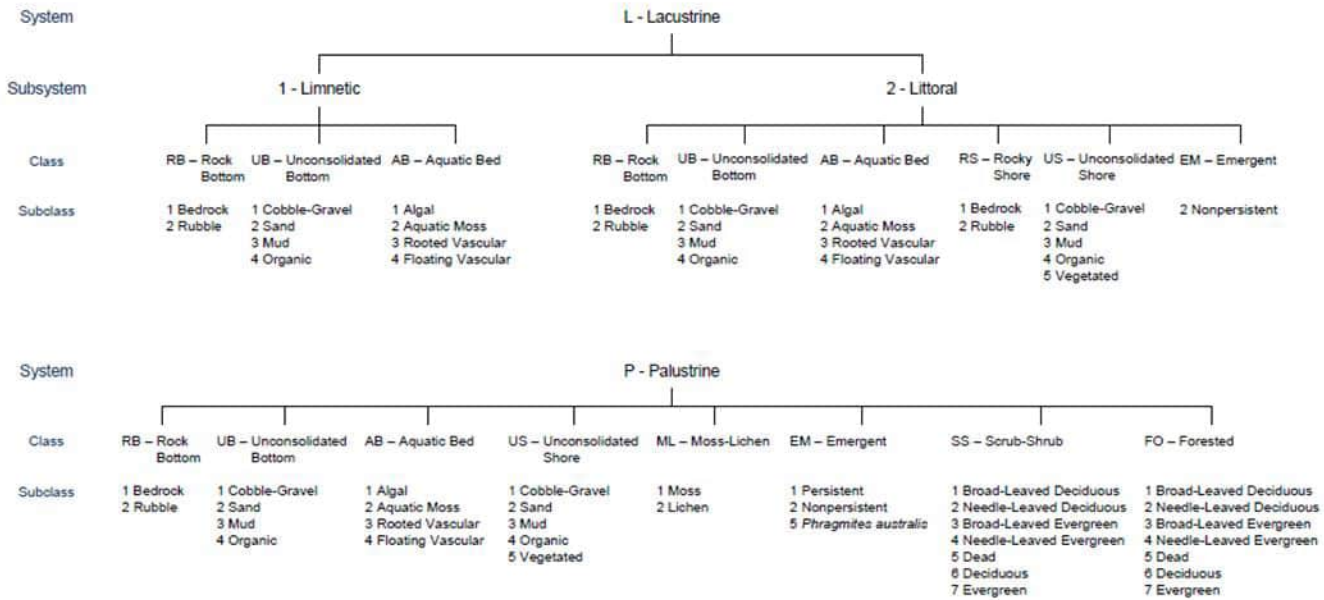 System
L - Lacustrine
Subsystem
1 - Limnetic
2 - Littoral
Class
RB – Rock
Bottom
UB – Unconsolidated
Bottom
AB – Aquatic Bed
RB – Rock
Bottom
UB – Unconsolidated
Bottom
AB – Aquatic Bed
RS – Rocky
Shore
US – Unconsolidated
Shore
EM – Emergent
Subclass
1 Bedrock
2 Rubble
1 Cobble-Gravel
2 Sand
3 Mud
4 Organic
1 Algal
2 Aquatic Moss
3 Rooted Vascular
4 Floating Vascular
1 Bedrock
2 Rubble
1 Cobble-Gravel
2 Sand
3 Mud
4 Organic
1 Algal
2 Aquatic Moss
3 Rooted Vascular
4 Floating Vascular
1 Bedrock
2 Rubble
1 Cobble-Gravel
2 Sand
3 Mud
4 Organic
5 Vegetated
2 Nonpersistent
System
P - Palustrine
Class
RB – Rock
Bottom
UB – Unconsolidated
Bottom
AB – Aquatic Bed
US – Unconsolidated
Shore
ML – Moss-Lichen
EM – Emergent
SS – Scrub-Shrub
FO – Forested
Subclass
1 Bedrock
2 Rubble
1 Cobble-Gravel
2 Sand
3 Mud
4 Organic
1 Algal
2 Aquatic Moss
3 Rooted Vascular
4 Floating Vascular
1 Cobble-Gravel
2 Sand
3 Mud
4 Organic
5 Vegetated
1 Moss
2 Lichen
1 Persistent
2 Nonpersistent
5 Phragmites australis
1 Broad-Leaved Deciduous
2 Needle-Leaved Deciduous
3 Broad-Leaved Evergreen
4 Needle-Leaved Evergreen
5 Dead
6 Deciduous
7 Evergreen
1 Broad-Leaved Deciduous
2 Needle-Leaved Deciduous
3 Broad-Leaved Evergreen
4 Needle-Leaved Evergreen
5 Dead
6 Deciduous
7 Evergreen